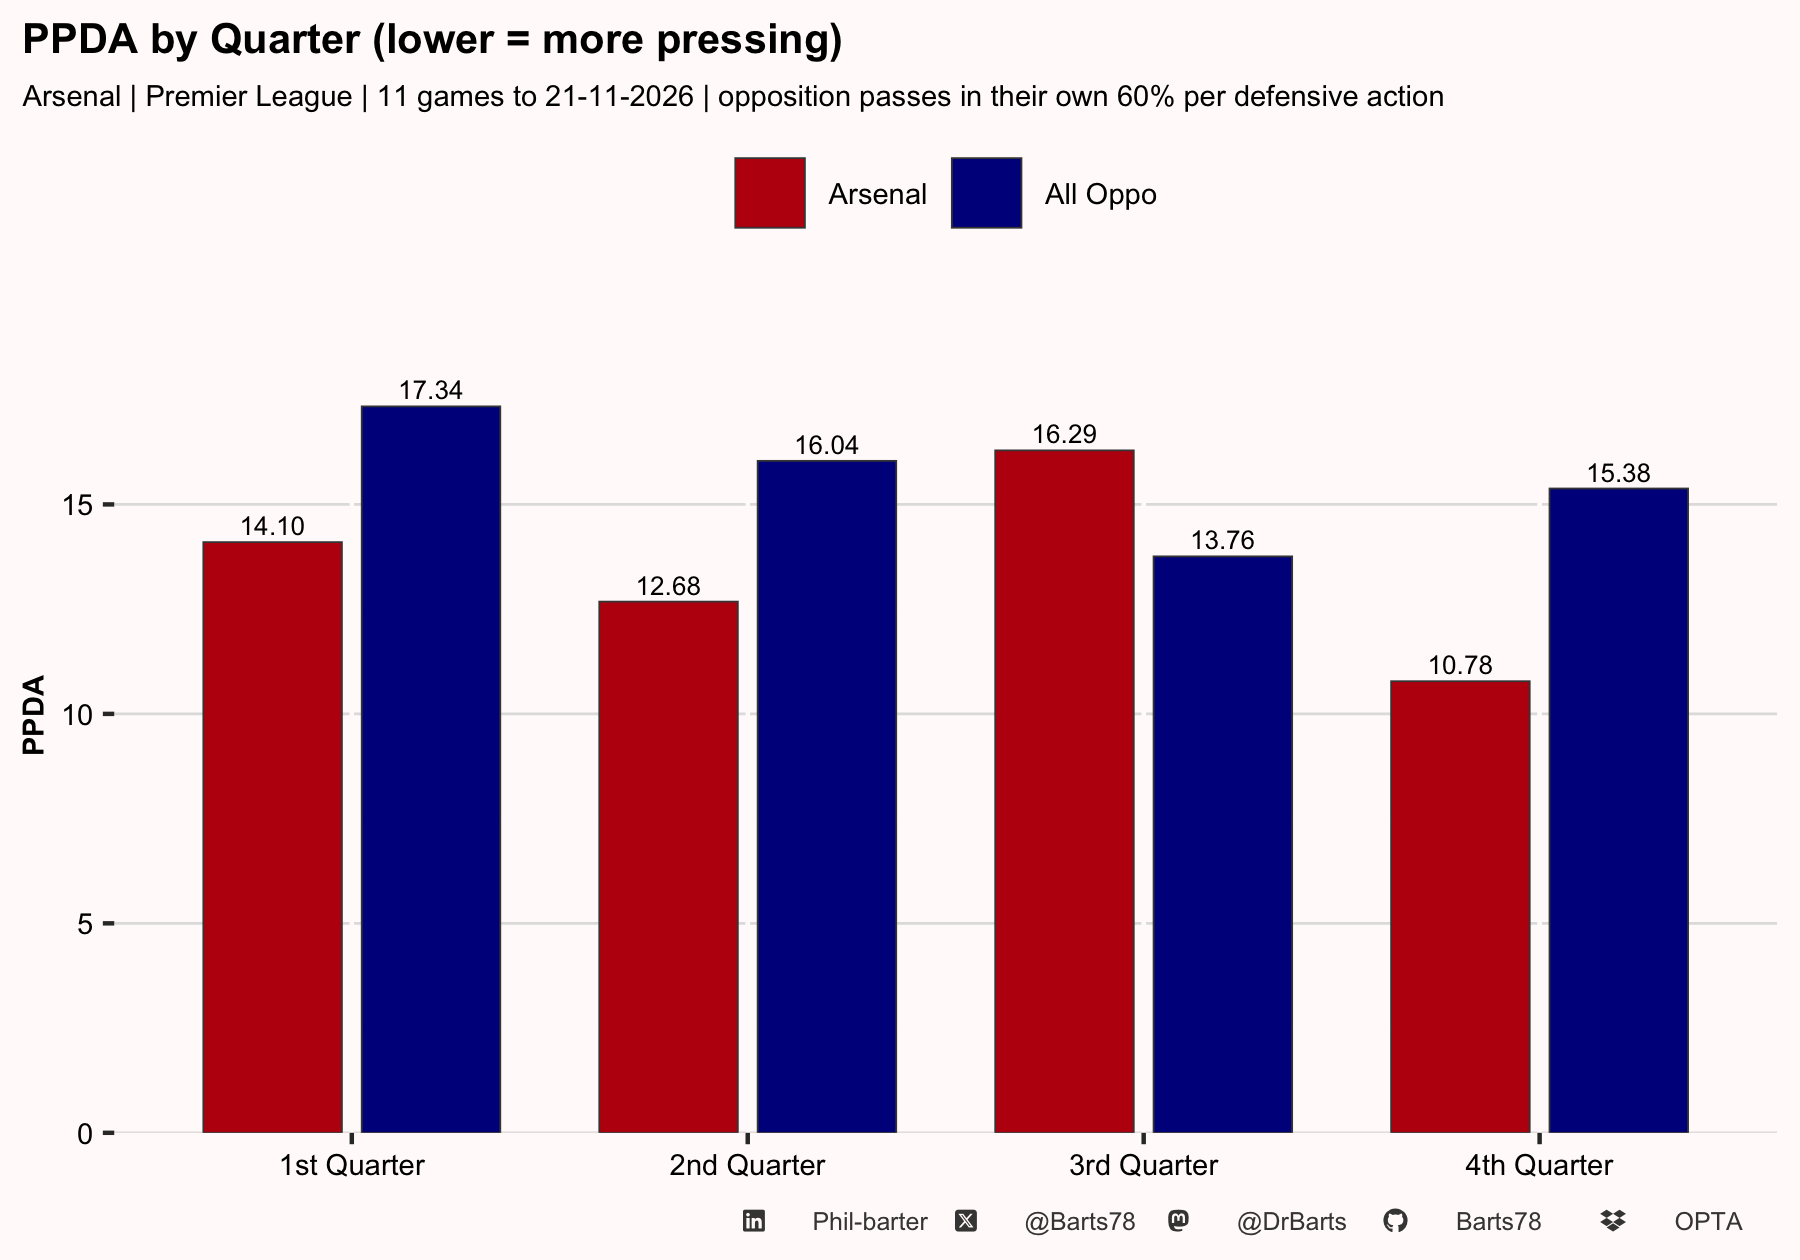 PPDA by Quarter (lower = more pressing)
Arsenal | Premier League | 11 games to 21-11-2026 | opposition passes in their own 60% per defensive action
Arsenal All Oppo
17.34
16.04
16.29
15.38
15
14.10
13.76
12.68
10.78
10
PPDA
5
0
1st Quarter 2nd Quarter 3rd Quarter 4th Quarter
Phil-barter @Barts78 @DrBarts Barts78 OPTA